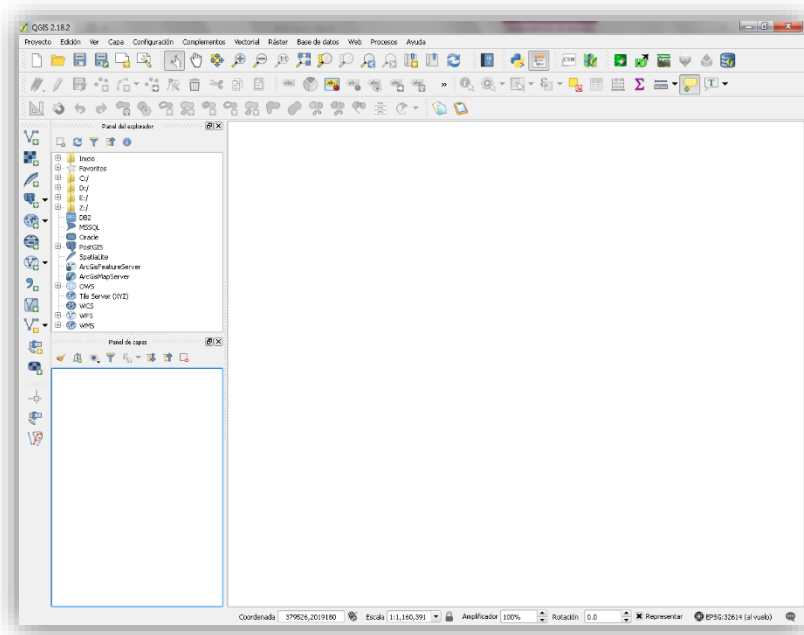 QGIS 2.18.2
Proyecto Edición Ver Capa Configuración Complementos Vectorial Ráster Base de datos Web Procesos Ayuda
CSW
Panel del explorador
Inicio
Favoritos
C:/
D:/
E:/
Z:/
DB2
MSSQL
Oracle
PostGIS
SpatiaLite
ArcGisFeatureServer
ArcGisMapServer
OWS
Tile Server (XYZ)
WCS
WFS
WMS
Panel de capas
Coordenada 379526,2019180 Escala 1:1,160,391 Amplificador 100% Rotación 0.0 Representar EPSG:32614 (al vuelo)